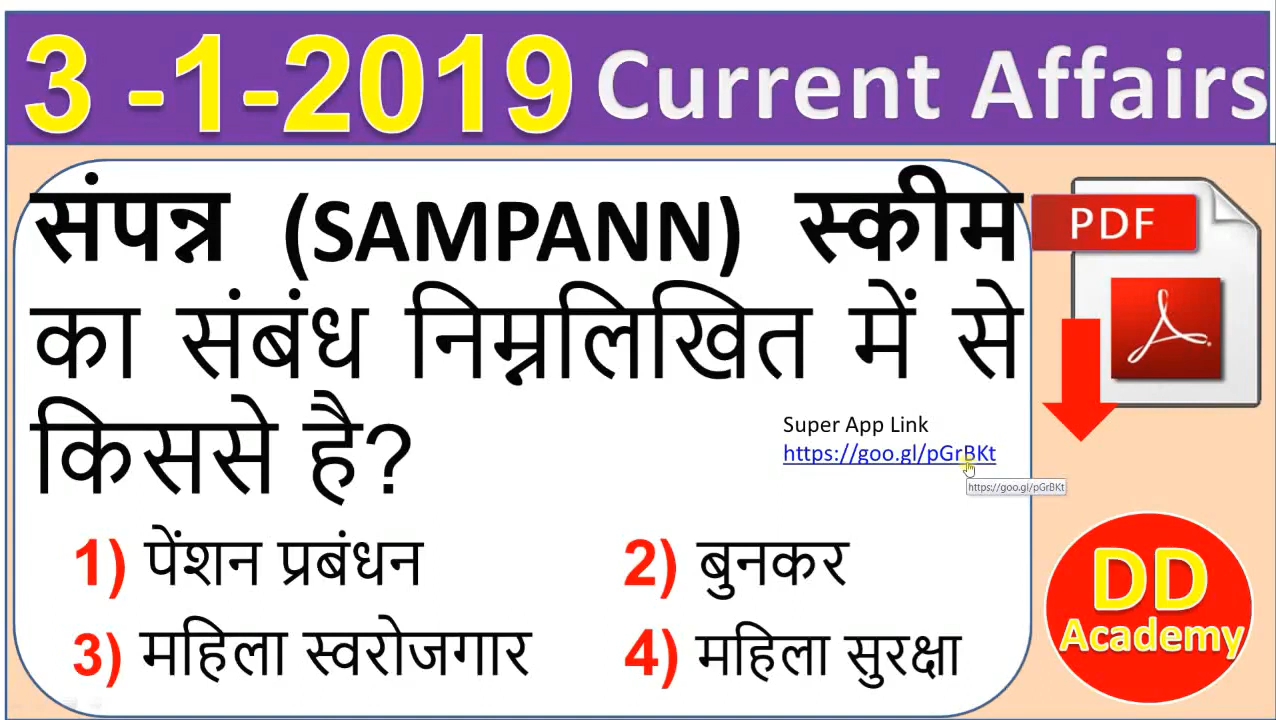 3 -1-2019 Current Affairs
संपन्न (SAMPANN) स्कीम
का संबंध निम्नलिखित में से
किससे है?
PDF
Super App Link
https://goo.gl/pGrBKt
https://goo.gl/pGrBKt
1) पेंशन प्रबंधन
2) बुनकर
3) महिला स्वरोजगार
4) महिला सुरक्षा
DD
Academy